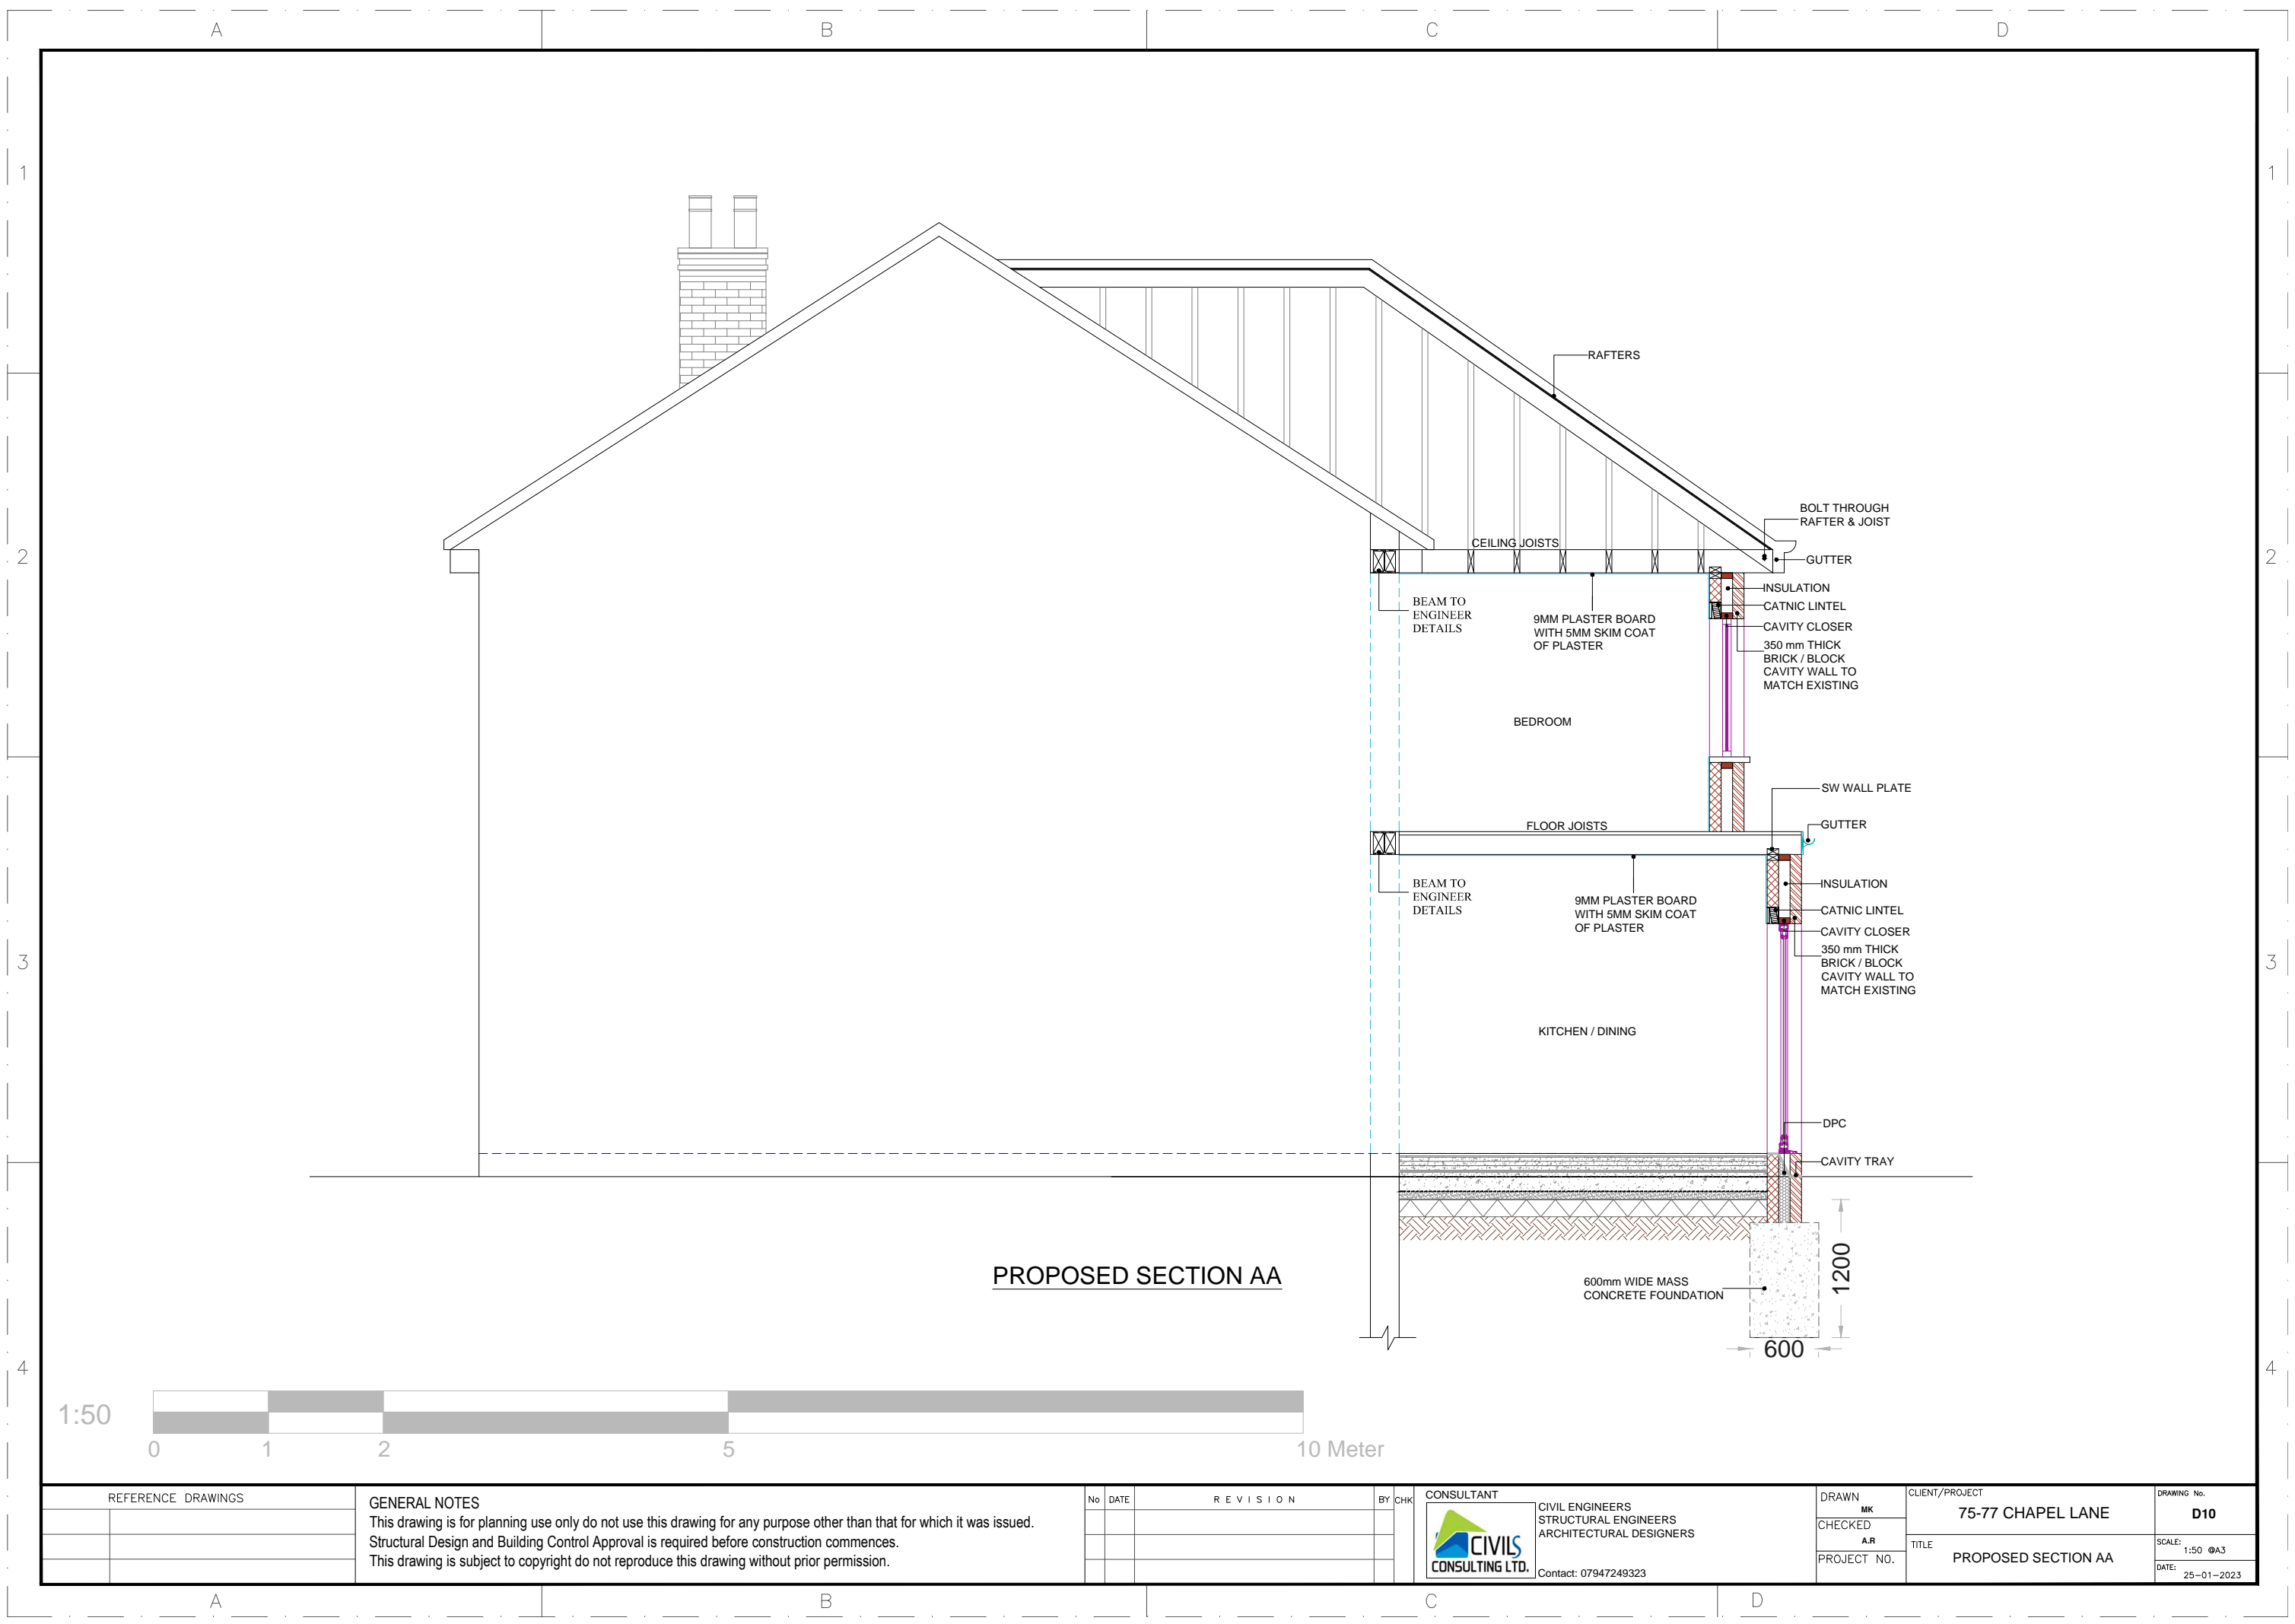 A
B
C
D
1
1
RAFTERS
BOLT THROUGH
RAFTER & JOIST
2
2
CEILING JOISTS
GUTTER
INSULATION
CATNIC LINTEL
CAVITY CLOSER
350 mm THICK
BRICK / BLOCK
CAVITY WALL TO
MATCH EXISTING
BEAM TO
ENGINEER
DETAILS
9MM PLASTER BOARD
WITH 5MM SKIM COAT
OF PLASTER
BEDROOM
SW WALL PLATE
GUTTER
FLOOR JOISTS
BEAM TO
ENGINEER
DETAILS
9MM PLASTER BOARD
WITH 5MM SKIM COAT
OF PLASTER
INSULATION
CATNIC LINTEL
CAVITY CLOSER
350 mm THICK
BRICK / BLOCK
CAVITY WALL TO
MATCH EXISTING
3
3
KITCHEN / DINING
DPC
CAVITY TRAY
PROPOSED SECTION AA
600mm WIDE MASS
CONCRETE FOUNDATION
1200
600
4
4
1:50
0
1
2
5
10 Meter
REFERENCE DRAWINGS
GENERAL NOTES
This drawing is for planning use only do not use this drawing for any purpose other than that for which it was issued.
Structural Design and Building Control Approval is required before construction commences.
This drawing is subject to copyright do not reproduce this drawing without prior permission.
No DATE REVISION BY CHK
CONSULTANT
CIVILS
CONSULTING LTD.
CIVIL ENGINEERS
STRUCTURAL ENGINEERS
ARCHITECTURAL DESIGNERS
Contact: 07947249323
DRAWN
MK
CHECKED
A.R
PROJECT NO.
CLIENT/PROJECT
75-77 CHAPEL LANE
TITLE
PROPOSED SECTION AA
DRAWING No.
D10
SCALE:
1:50 @A3
DATE:
25-01-2023
A
B
C
D